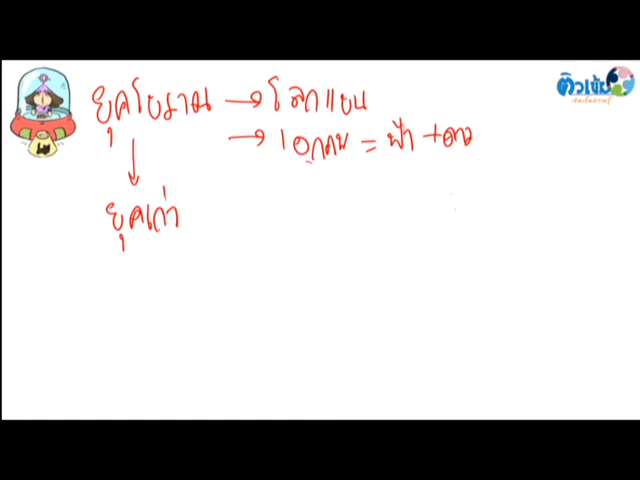 ติวเข้ม
ยุคโบราณ → โลกแบน
→ เอกภพ = ฟ้า + ดาว
↓
ยุคเก่า